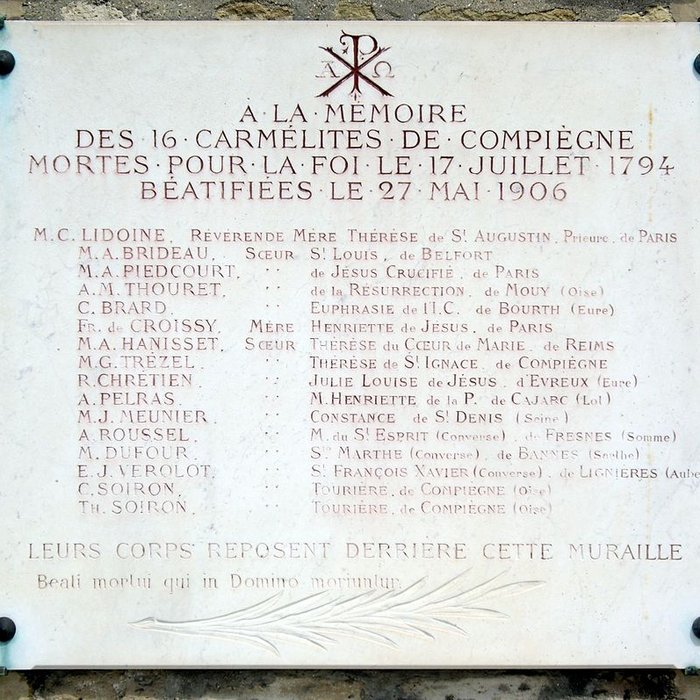 Α Ω
À·LA·MÉMOIRE
DES·16·CARMÉLITES·DE·COMPIÈGNE
MORTES·POUR·LA·FOI·LE·17·JUILLET·1794
BÉATIFIÉES·LE·27·MAI·1906
M.C. LIDOINE, RÉVÉRENDE MÈRE THÉRÈSE de St AUGUSTIN, Prieure, de PARIS
M.A. BRIDEAU, SŒUR St LOUIS, de BELFORT
M.A. PIEDCOURT, '' de JÉSUS CRUCIFIÉ, de PARIS
A.M. THOURET, '' de la RÉSURRECTION, de MOUY (Oise)
C. BRARD, '' EUPHRASIE de l'I.C. de BOURTH (Eure)
FR. de CROISSY, MÈRE HENRIETTE de JÉSUS, de PARIS
M.A. HANISSET, SŒUR THÉRÈSE du CŒUR de MARIE, de REIMS
M.G. TRÉZEL, '' THÉRÈSE de St IGNACE, de COMPIÈGNE
R. CHRÉTIEN, '' JULIE LOUISE de JÉSUS, d'EVREUX (Eure)
A. PELRAS, '' M. HENRIETTE de la P. de CAJARC (Lot)
M.J. MEUNIER, '' CONSTANCE de St DENIS (Seine)
A. ROUSSEL, '' M. du St ESPRIT (Converse), de FRESNES (Somme)
M. DUFOUR, '' Ste MARTHE (Converse), de BANNES (Sarthe)
E.J. VEROLOT, '' St FRANÇOIS XAVIER (Converse), de LIGNIÈRES (Aube
C. SOIRON, '' TOURIÈRE, de COMPIÈGNE (Oise)
TH. SOIRON, '' TOURIÈRE, de COMPIÈGNE (Oise)
LEURS CORPS REPOSENT DERRIÈRE CETTE MURAILLE
Beati mortui qui in Domino moriuntur